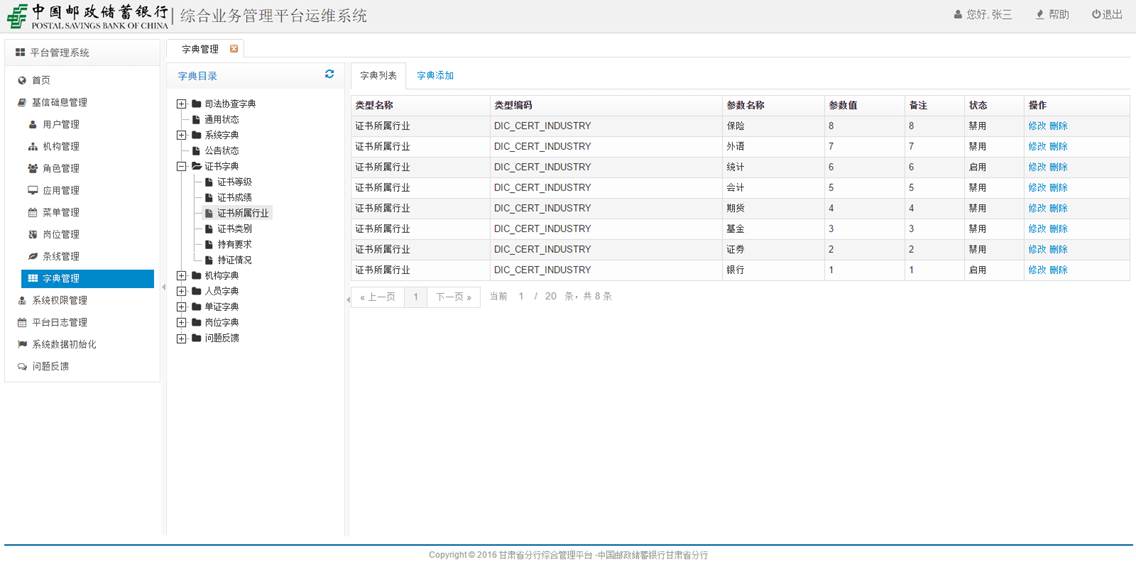 中国邮政储蓄银行
POSTAL SAVINGS BANK OF CHINA
综合业务管理平台运维系统
您好, 张三 帮助 退出
平台管理系统
首页
基信础息管理
用户管理
机构管理
角色管理
应用管理
菜单管理
岗位管理
条线管理
字典管理
系统权限管理
平台日志管理
系统数据初始化
问题反馈
字典管理
字典目录
司法协查字典
通用状态
系统字典
公告状态
证书字典
证书等级
证书成绩
证书所属行业
证书类别
持有要求
持证情况
机构字典
人员字典
单证字典
岗位字典
问题反馈
字典列表 字典添加
类型名称 类型编码 参数名称 参数值 备注 状态 操作
证书所属行业 DIC_CERT_INDUSTRY 保险 8 8 禁用 修改 删除
证书所属行业 DIC_CERT_INDUSTRY 外语 7 7 禁用 修改 删除
证书所属行业 DIC_CERT_INDUSTRY 统计 6 6 启用 修改 删除
证书所属行业 DIC_CERT_INDUSTRY 会计 5 5 禁用 修改 删除
证书所属行业 DIC_CERT_INDUSTRY 期货 4 4 禁用 修改 删除
证书所属行业 DIC_CERT_INDUSTRY 基金 3 3 禁用 修改 删除
证书所属行业 DIC_CERT_INDUSTRY 证券 2 2 禁用 修改 删除
证书所属行业 DIC_CERT_INDUSTRY 银行 1 1 启用 修改 删除
« 上一页 1 下一页 » 当前 1 / 20 条，共 8 条
Copyright © 2016 甘肃省分行综合管理平台 -中国邮政储蓄银行甘肃省分行